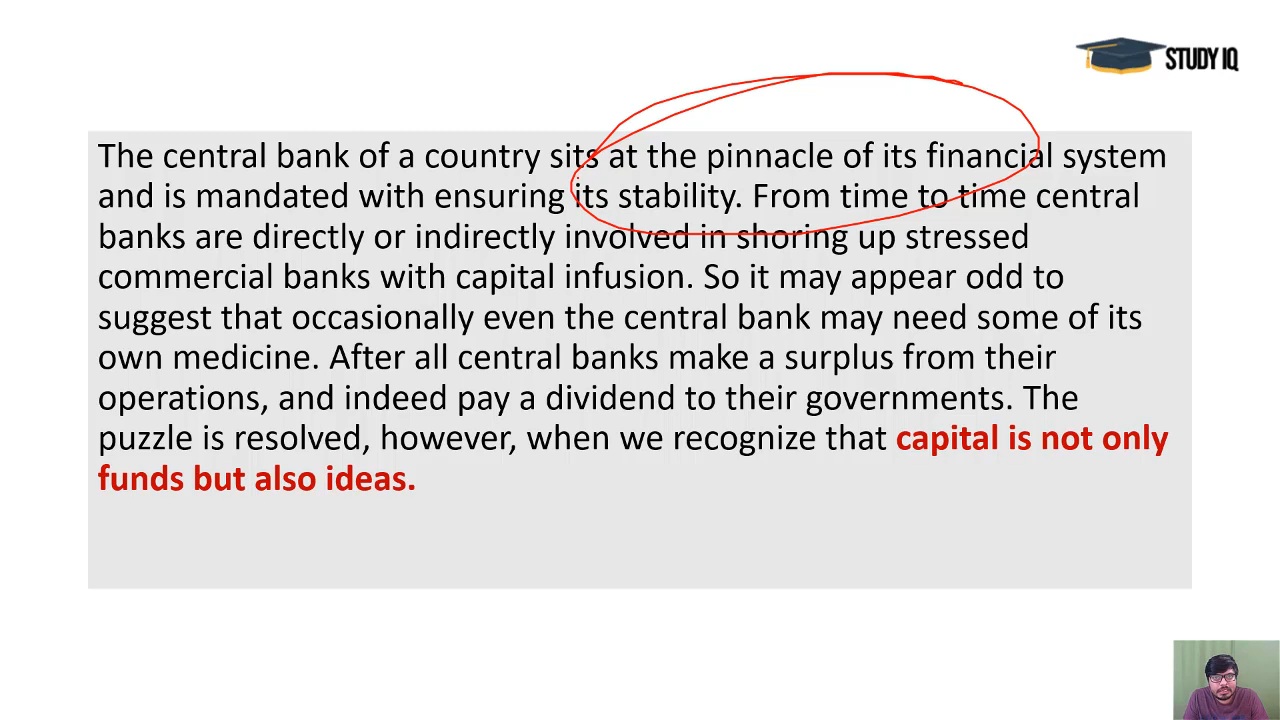 STUDY IQ
The central bank of a country sits at the pinnacle of its financial system
and is mandated with ensuring its stability. From time to time central
banks are directly or indirectly involved in shoring up stressed
commercial banks with capital infusion. So it may appear odd to
suggest that occasionally even the central bank may need some of its
own medicine. After all central banks make a surplus from their
operations, and indeed pay a dividend to their governments. The
puzzle is resolved, however, when we recognize that capital is not only
funds but also ideas.